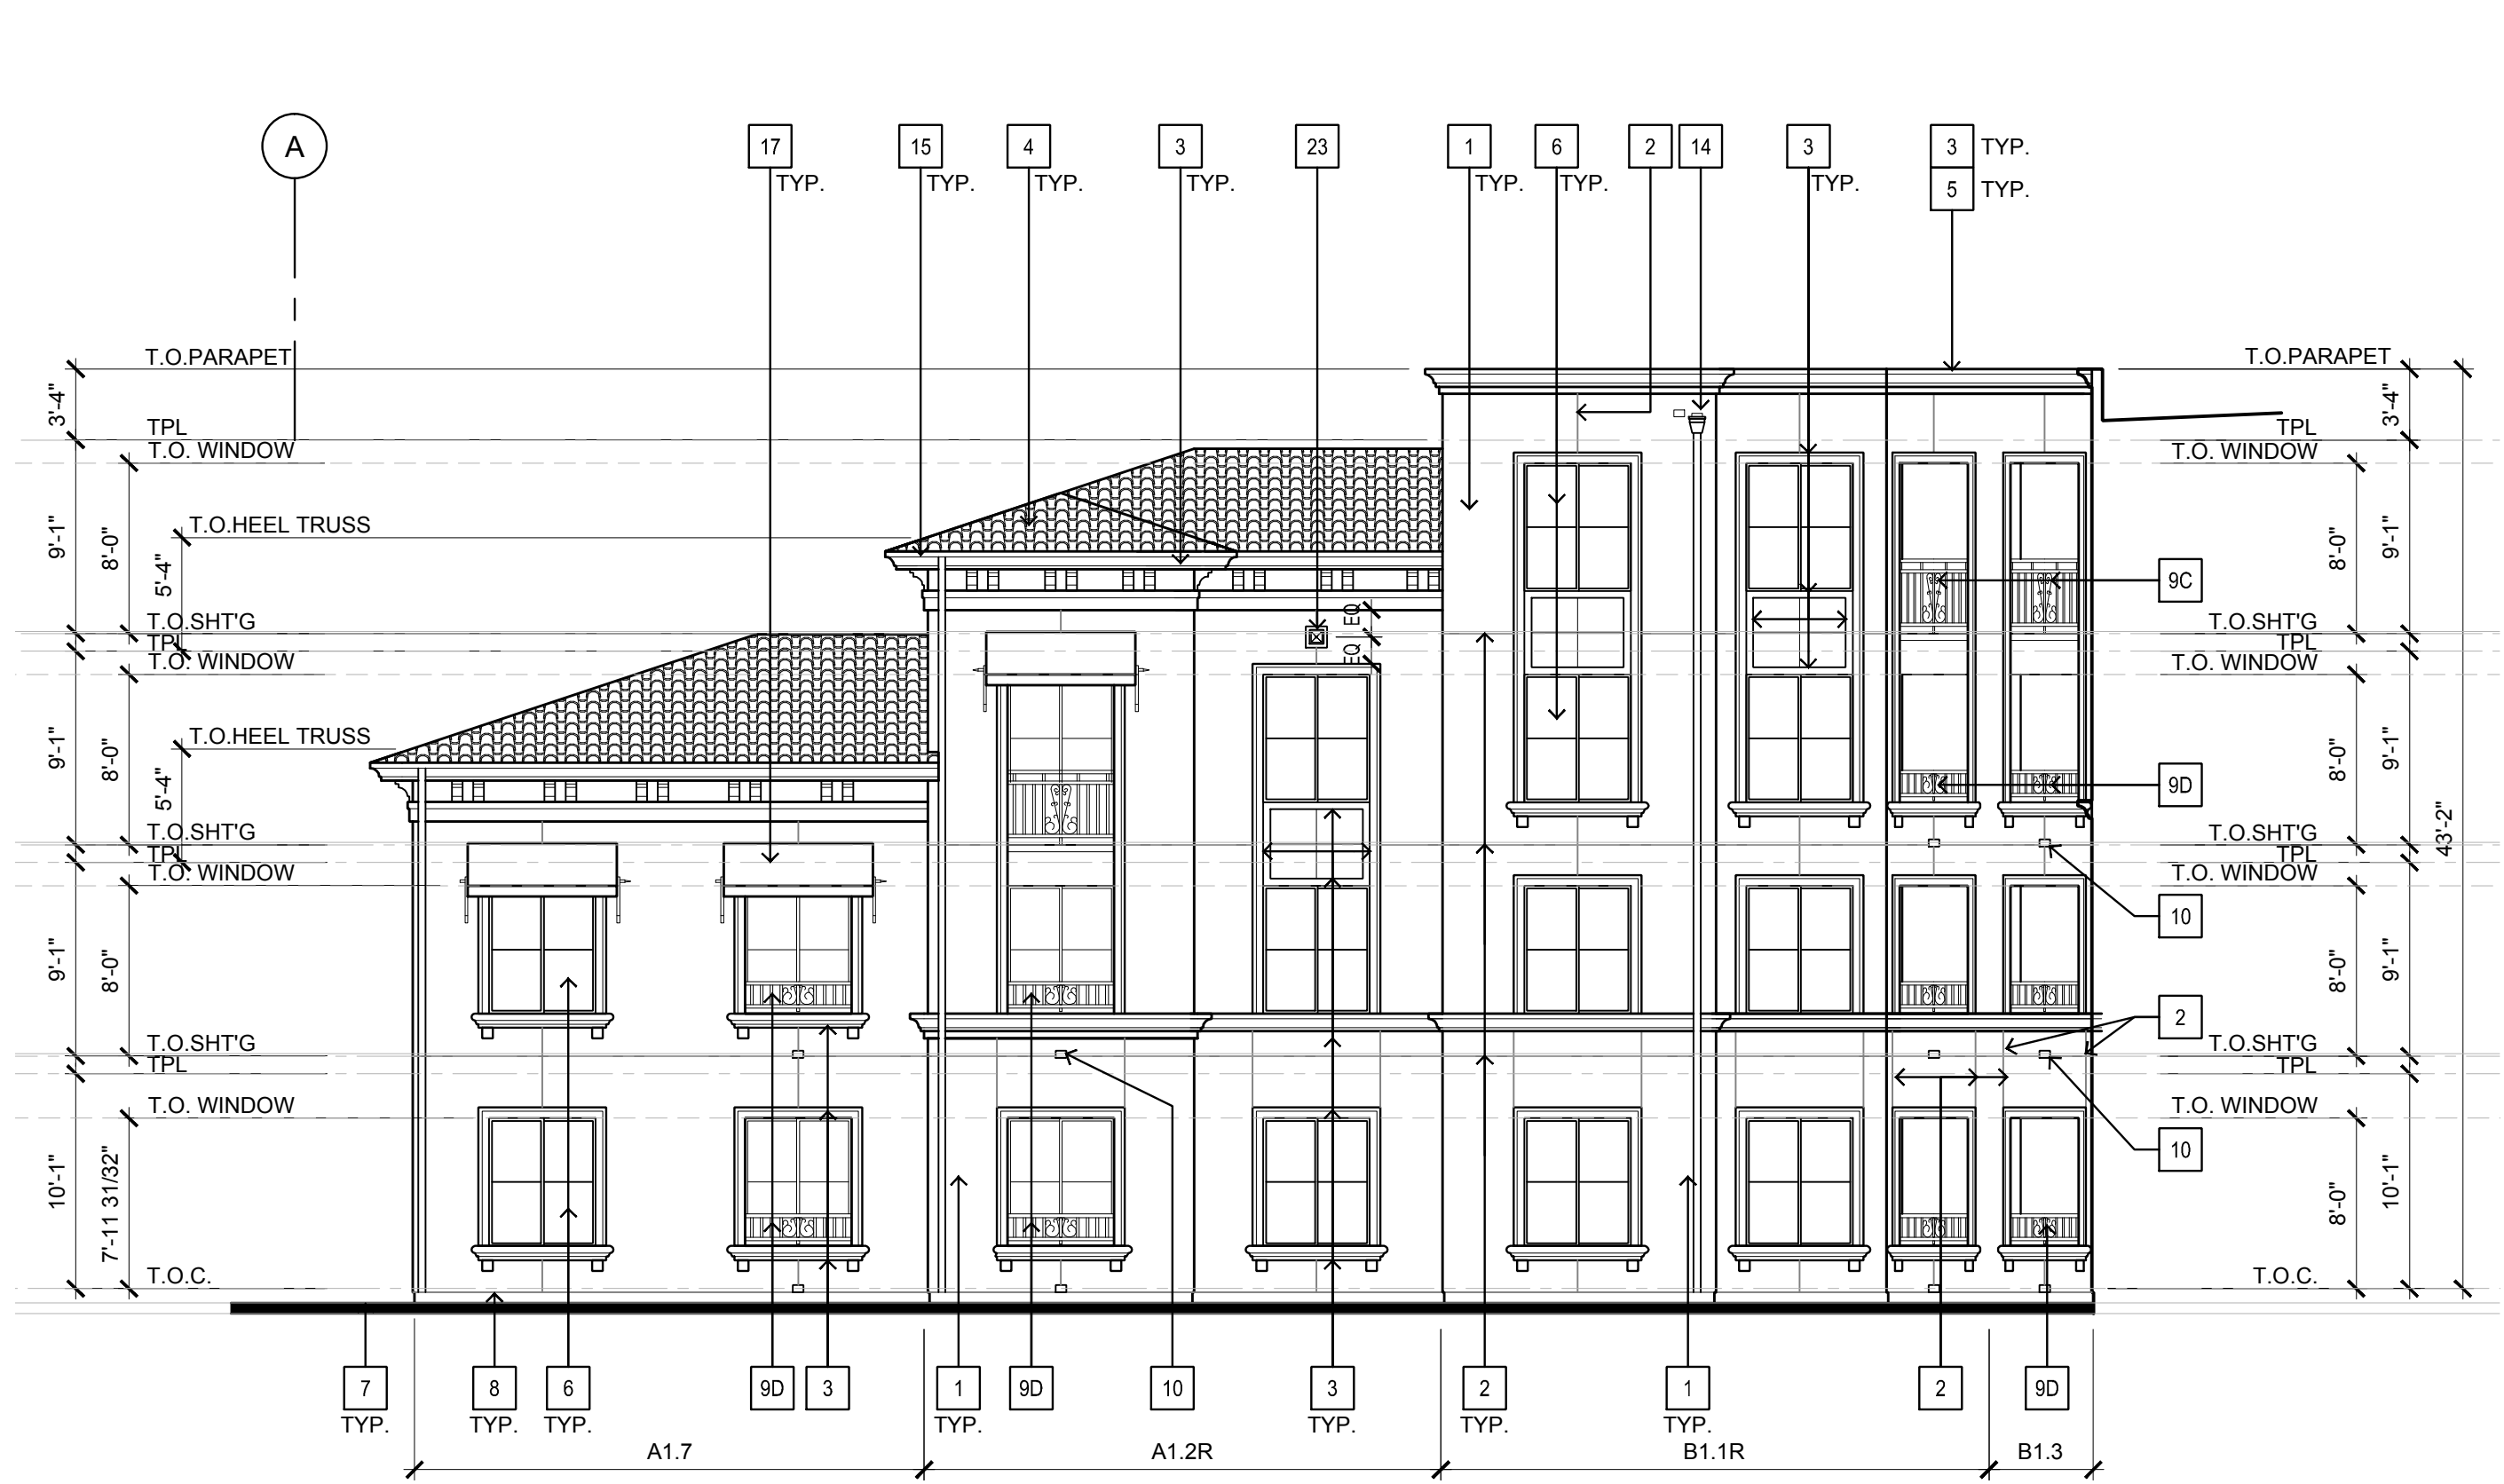 A
17
TYP.
15
TYP.
4
TYP.
3
TYP.
23
1
TYP.
6
TYP.
2
14
3
TYP.
3 TYP.
5 TYP.
T.O.PARAPET
T.O.PARAPET
3'-4"
3'-4"
TPL
TPL
T.O. WINDOW
T.O. WINDOW
9'-1"
8'-0"
T.O.HEEL TRUSS
5'-4"
8'-0"
9'-1"
9C
EQ
EQ
T.O.SHT'G
T.O.SHT'G
TPL
TPL
T.O. WINDOW
T.O. WINDOW
9'-1"
8'-0"
T.O.HEEL TRUSS
5'-4"
8'-0"
9'-1"
9D
43'-2"
T.O.SHT'G
T.O.SHT'G
TPL
TPL
T.O. WINDOW
T.O. WINDOW
10
9'-1"
8'-0"
8'-0"
9'-1"
2
T.O.SHT'G
T.O.SHT'G
TPL
TPL
T.O. WINDOW
T.O. WINDOW
10
10'-1"
7'-11 31/32"
8'-0"
10'-1"
T.O.C.
T.O.C.
7
TYP.
8
TYP.
6
TYP.
9D
3
1
TYP.
9D
10
3
TYP.
2
TYP.
1
TYP.
2
9D
A1.7
A1.2R
B1.1R
B1.3